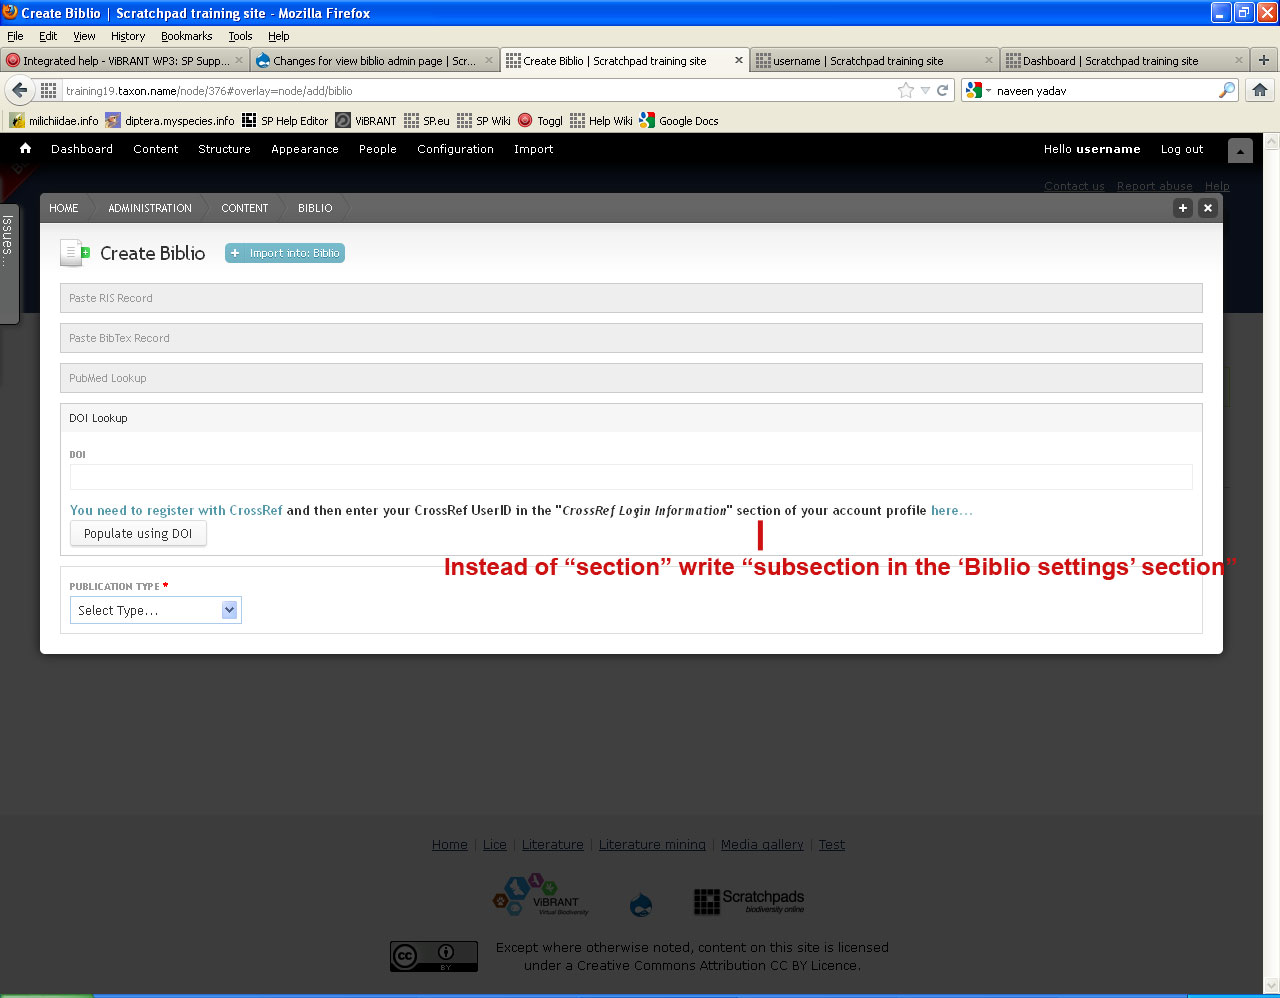 Create Biblio | Scratchpad training site - Mozilla Firefox
File Edit View History Bookmarks Tools Help
Integrated help - ViBRANT WP3: SP Supp... Changes for view biblio admin page | Scr... Create Biblio | Scratchpad training site username | Scratchpad training site Dashboard | Scratchpad training site
training19.taxon.name/node/376#overlay=node/add/biblio naveen yadav
milichiidae.info diptera.myspecies.info SP Help Editor ViBRANT SP.eu SP Wiki Toggl Help Wiki Google Docs
Dashboard Content Structure Appearance People Configuration Import Hello username Log out
Contact us Report abuse Help
Issues...
HOME ADMINISTRATION CONTENT BIBLIO
Create Biblio + Import into: Biblio
Paste RIS Record
Paste BibTex Record
PubMed Lookup
DOI Lookup
DOI
You need to register with CrossRef and then enter your CrossRef UserID in the "CrossRef Login Information" section of your account profile here...
Populate using DOI
Instead of “section” write “subsection in the ‘Biblio settings’ section”
PUBLICATION TYPE *
Select Type...
Home | Lice | Literature | Literature mining | Media gallery | Test
ViBRANT
Virtual Biodiversity
Scratchpads
biodiversity online
cc BY
Except where otherwise noted, content on this site is licensed
under a Creative Commons Attribution CC BY Licence.